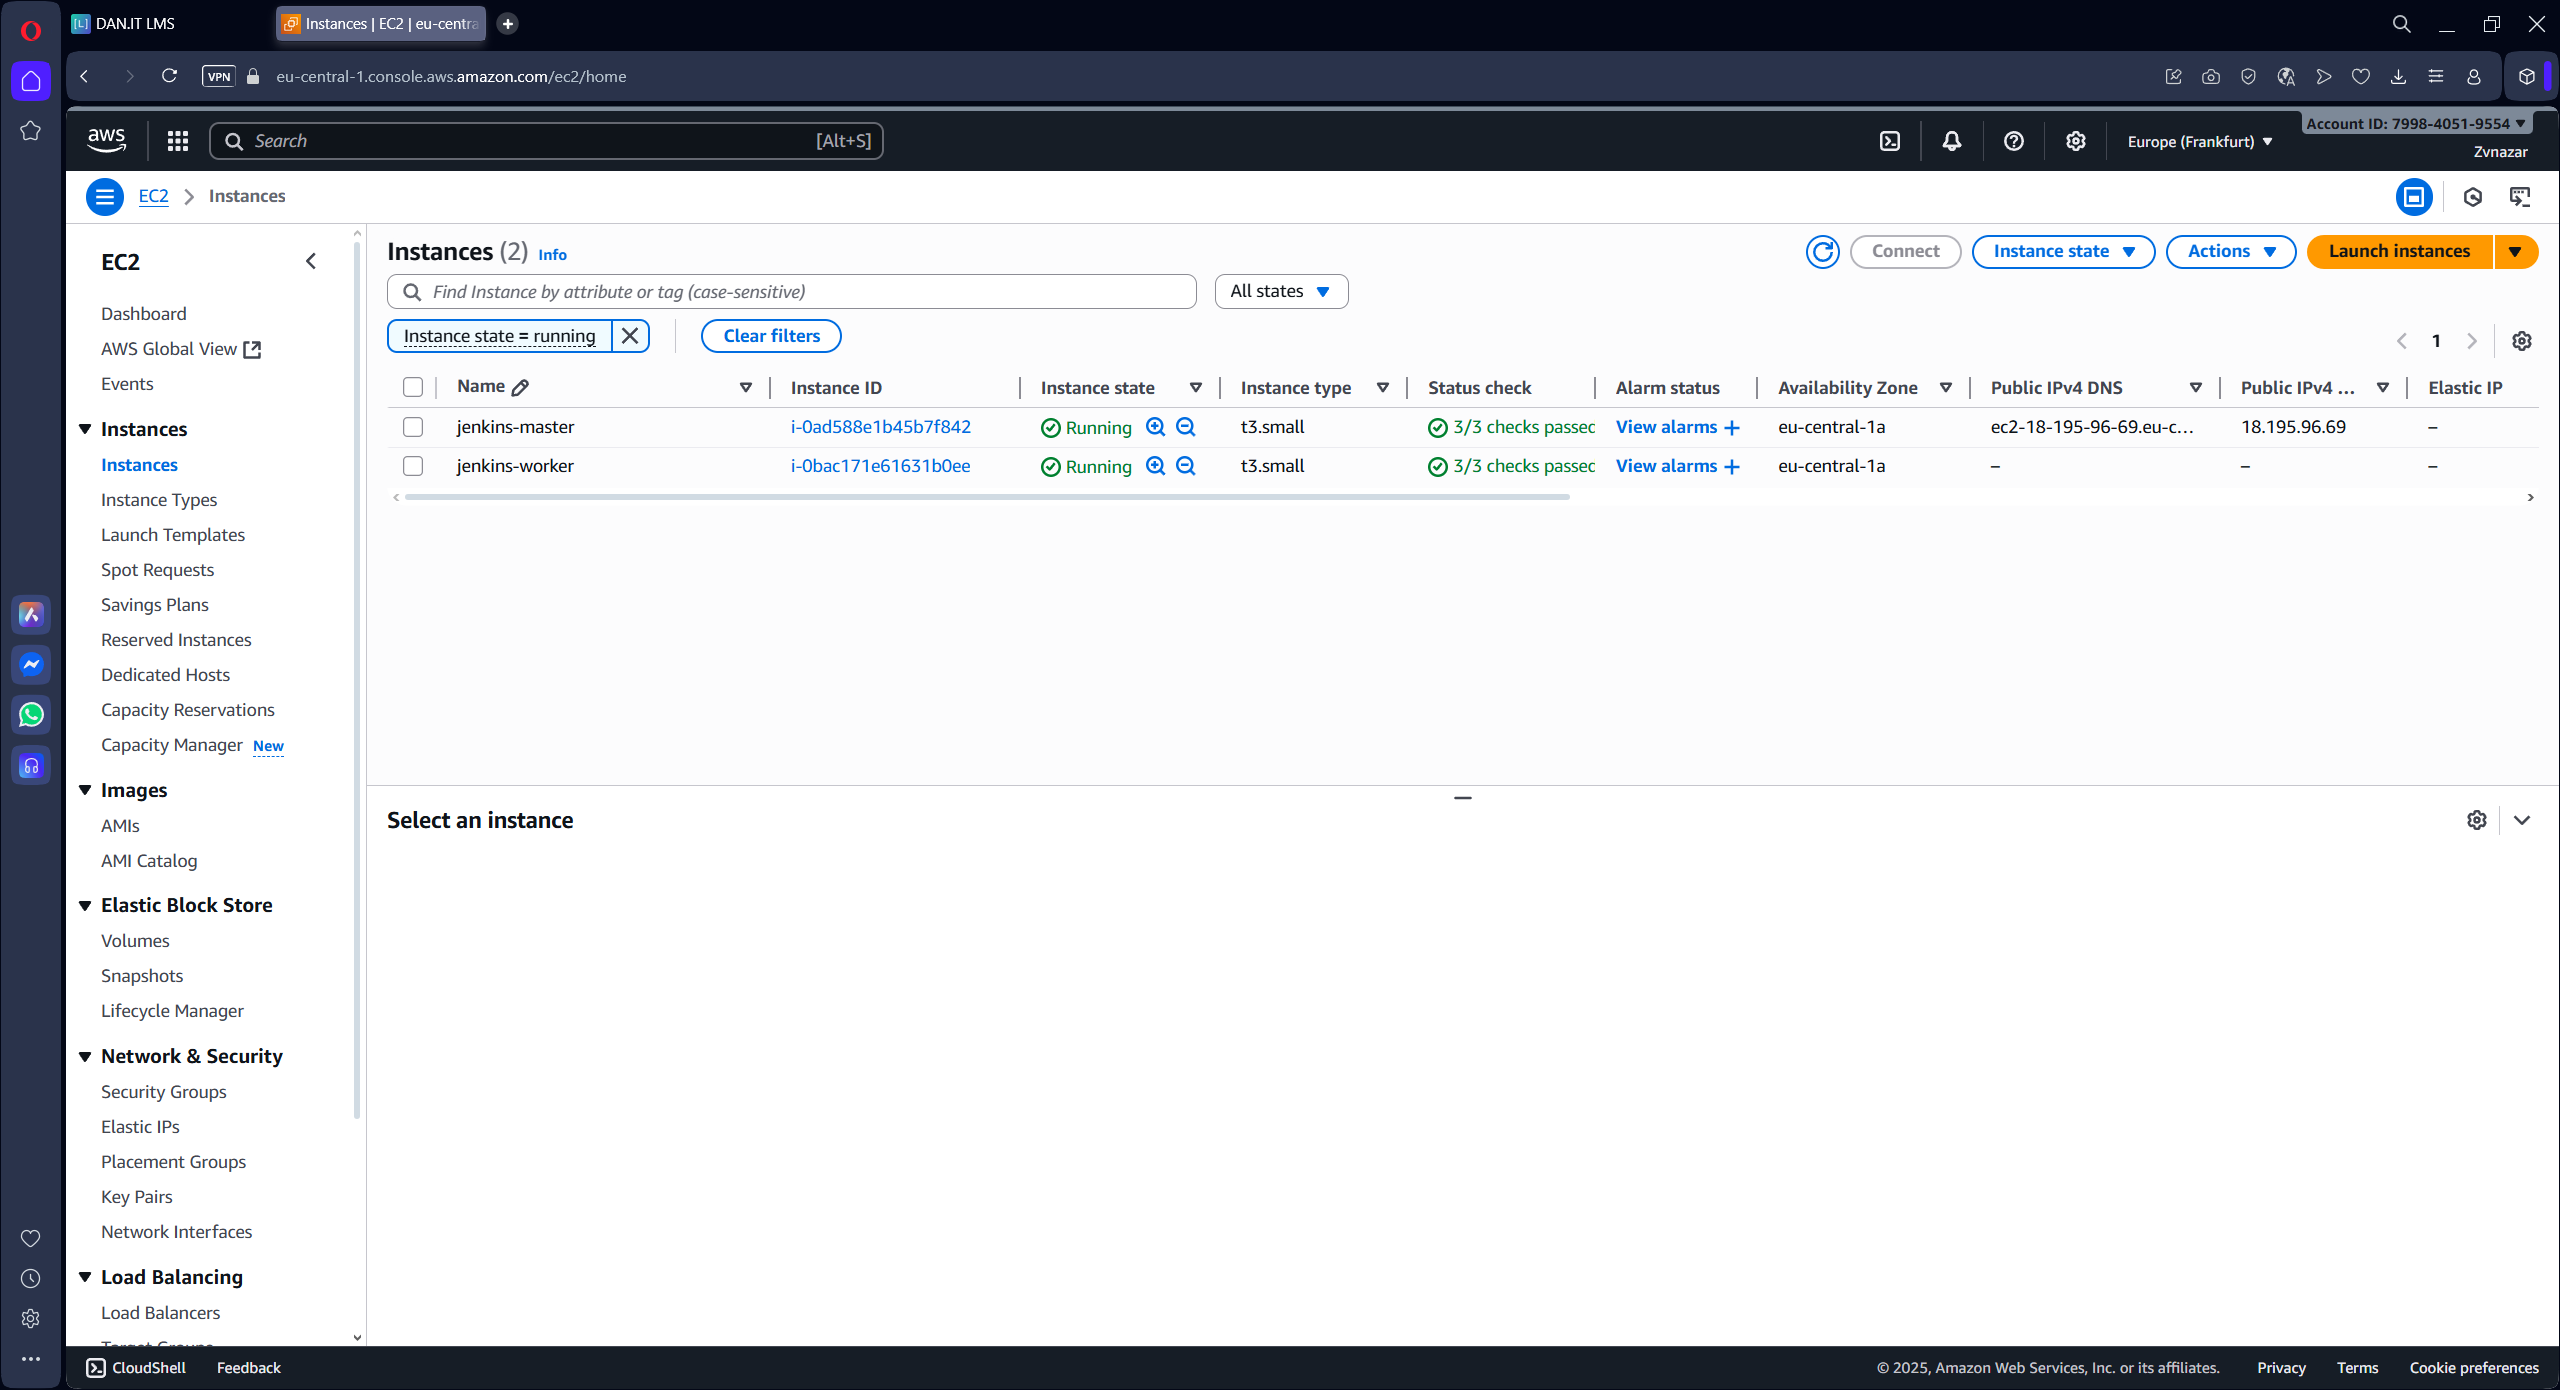 DAN.IT LMS
Instances | EC2 | eu-centra
VPN
eu-central-1.console.aws.amazon.com/ec2/home
aws
Search
[Alt+S]
Europe (Frankfurt)
Account ID: 7998-4051-9554
Zvnazar
EC2
Instances
EC2
Dashboard
AWS Global View
Events
Instances
Instances
Instance Types
Launch Templates
Spot Requests
Savings Plans
Reserved Instances
Dedicated Hosts
Capacity Reservations
Capacity Manager New
Images
AMIs
AMI Catalog
Elastic Block Store
Volumes
Snapshots
Lifecycle Manager
Network & Security
Security Groups
Elastic IPs
Placement Groups
Key Pairs
Network Interfaces
Load Balancing
Load Balancers
Target Groups
Instances (2) Info
Connect
Instance state
Actions
Launch instances
Find Instance by attribute or tag (case-sensitive)
All states
Instance state = running
Clear filters
1
Name Instance ID Instance state Instance type Status check Alarm status Availability Zone Public IPv4 DNS Public IPv4 ... Elastic IP
jenkins-master i-0ad588e1b45b7f842 Running t3.small 3/3 checks passed View alarms + eu-central-1a ec2-18-195-96-69.eu-c... 18.195.96.69 –
jenkins-worker i-0bac171e61631b0ee Running t3.small 3/3 checks passed View alarms + eu-central-1a – – –
Select an instance
CloudShell
Feedback
© 2025, Amazon Web Services, Inc. or its affiliates.
Privacy
Terms
Cookie preferences